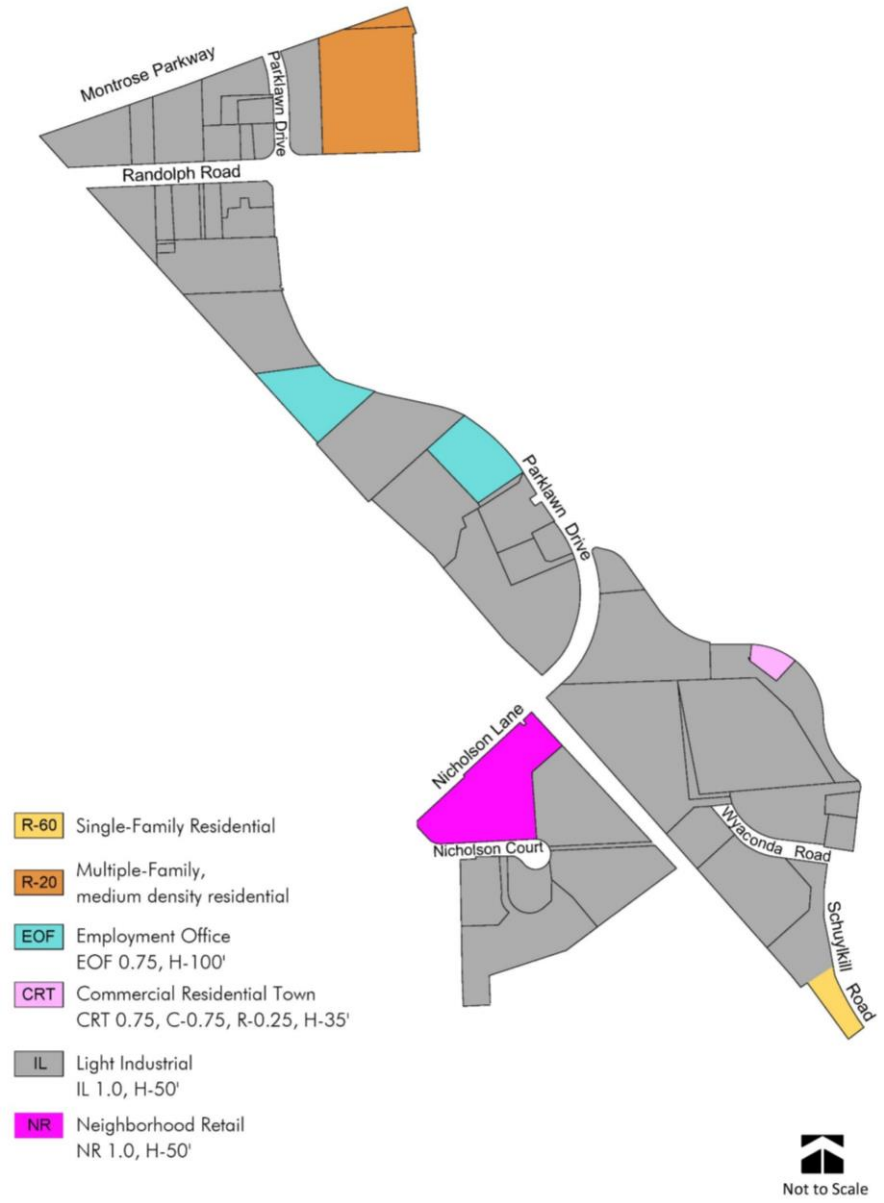 Montrose Parkway
Parklawn Drive
Randolph Road
Parklawn Drive
Nicholson Lane
Nicholson Court
Wyaconda Road
Schuylkill Road
R-60 Single-Family Residential
R-20 Multiple-Family,
medium density residential
EOF Employment Office
EOF 0.75, H-100'
CRT Commercial Residential Town
CRT 0.75, C-0.75, R-0.25, H-35'
IL Light Industrial
IL 1.0, H-50'
NR Neighborhood Retail
NR 1.0, H-50'
Not to Scale